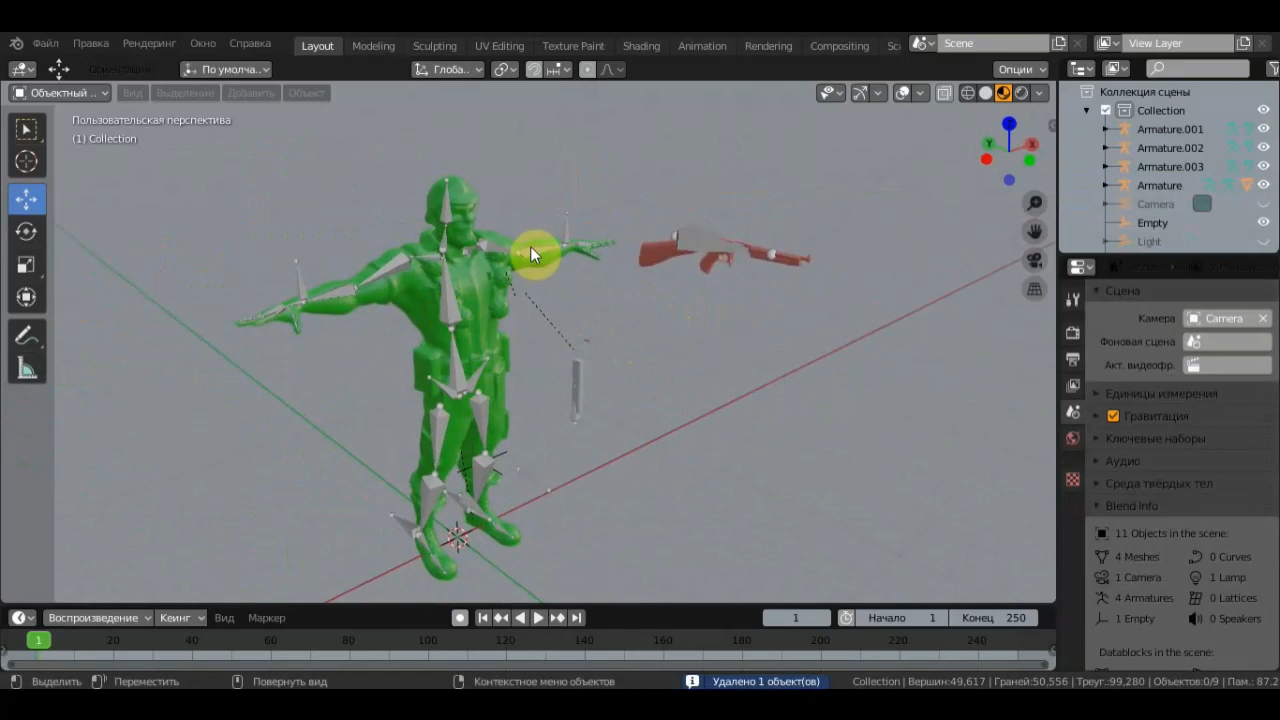 Файл Правка Рендеринг Окно Справка Layout Modeling Sculpting UV Editing Texture Paint Shading Animation Rendering Compositing Sc Scene View Layer
По умолча... Глоба... Опции
Объектный ... Вид Выделение Добавить Объект
Пользовательская перспектива
(1) Collection
Z
Y
X
Коллекция сцены
Collection
Armature.001
Armature.002
Armature.003
Armature
Camera
Empty
Light
Сцена
Камера Camera
Фоновая сцена
Акт. видеофр.
Единицы измерения
Гравитация
Ключевые наборы
Аудио
Среда твёрдых тел
Blend Info
11 Objects in the scene:
4 Meshes 0 Curves
1 Camera 1 Lamp
4 Armatures 0 Lattices
1 Empty 0 Speakers
Datablocks in the scene:
Воспроизведение Кеинг Вид Маркер 1 Начало 1 Конец 250
1 20 40 60 80 100 120 140 160 180 200 220 240
Выделить Переместить Повернуть вид Контекстное меню объектов Удалено 1 объект(ов) Collection | Вершин:49,617 | Граней:50,556 | Треуг.:99,280 | Объектов:0/9 | Пам.: 87.2